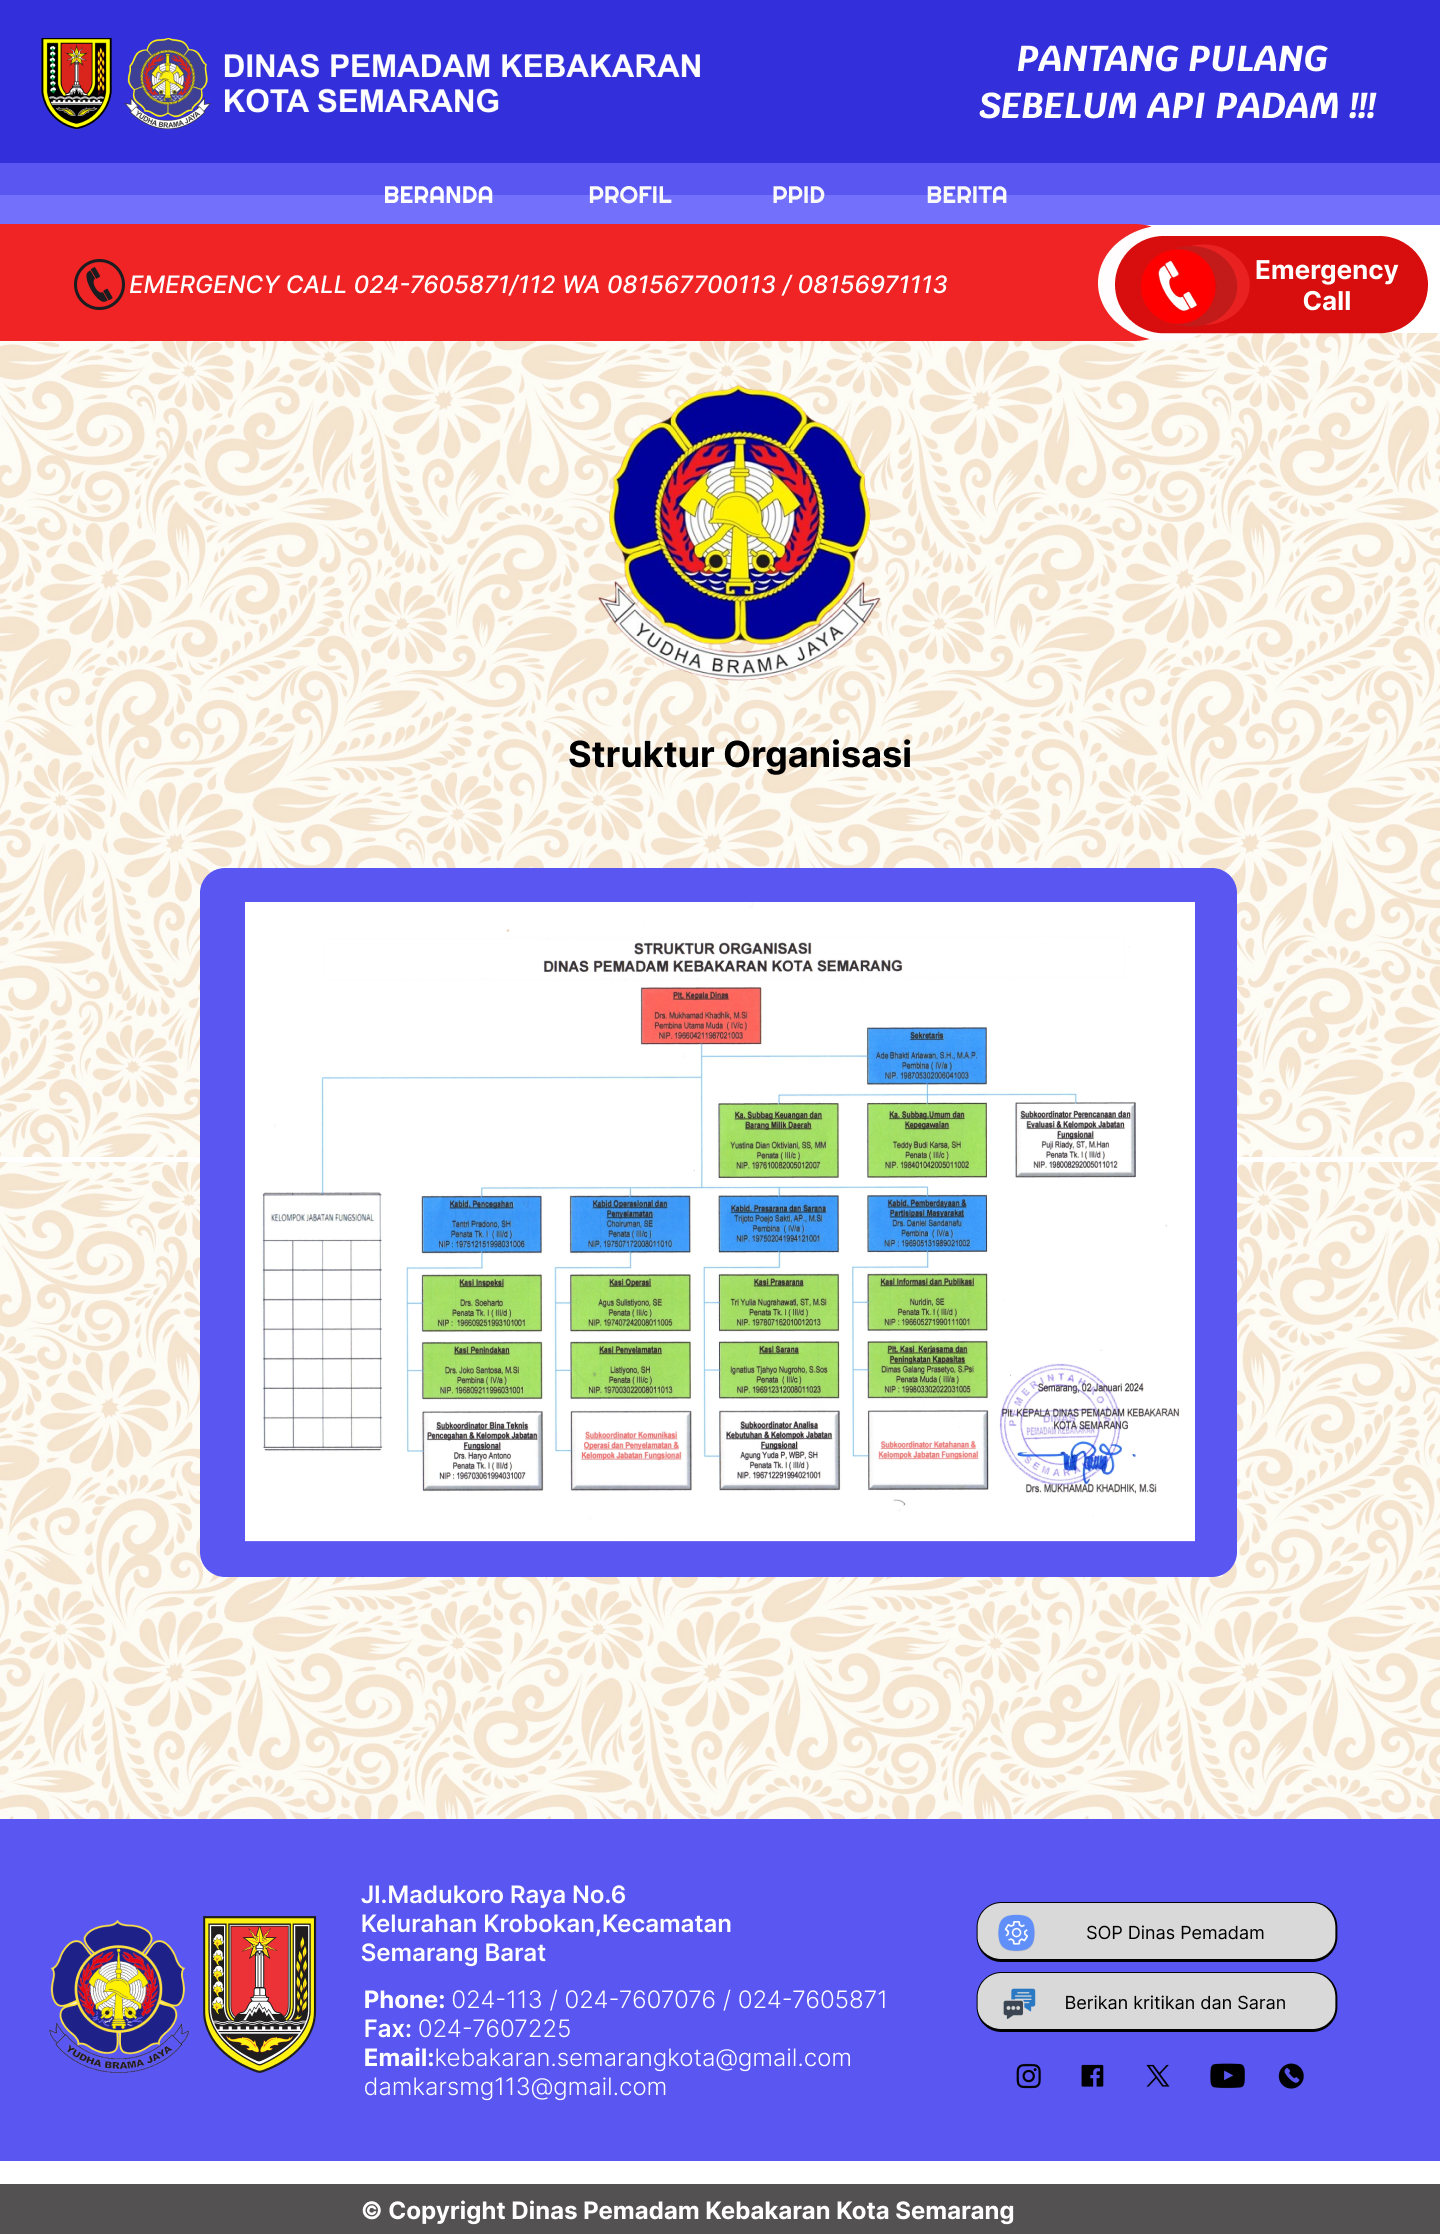 DINAS PEMADAM KEBAKARAN
KOTA SEMARANG
YUDHA BRAMA JAYA
PANTANG PULANG
SEBELUM API PADAM !!!
BERANDA
PROFIL
PPID
BERITA
EMERGENCY CALL 024-7605871/112 WA 081567700113 / 08156971113
Emergency
Call
YUDHA BRAMA JAYA
Struktur Organisasi
STRUKTUR ORGANISASI
DINAS PEMADAM KEBAKARAN KOTA SEMARANG
Plt. Kepala Dinas
Drs. Mukhamad Khadhik, M.Si
Pembina Utama Muda ( IV/c )
NIP. 196604211987021003
Sekretaris
Ade Bhakti Ariawan, S.H., M.A.P.
Pembina ( IV/a )
NIP. 198705302006041003
Ka. Subbag Keuangan dan
Barang Milik Daerah
Yustina Dian Oktiviani, SS, MM
Penata ( III/c )
NIP. 197610082005012007
Ka. Subbag.Umum dan
Kepegawaian
Teddy Budi Karsa, SH
Penata ( III/c )
NIP. 198401042005011002
Subkoordinator Perencanaan dan
Evaluasi & Kelompok Jabatan
Fungsional
Puji Riady, ST, M.Han
Penata Tk. I ( III/d )
NIP. 198008292005011012
KELOMPOK JABATAN FUNGSIONAL
Kabid. Pencegahan
Tantri Pradono, SH
Penata Tk. I ( III/d )
NIP : 197512151998031006
Kabid Operasional dan
Penyelamatan
Choiruman, SE
Penata ( III/c )
NIP. 197507172008011010
Kabid. Prasarana dan Sarana
Trijoto Poejo Sakti, AP., M.Si
Pembina ( IV/a )
NIP. 197502041994121001
Kabid. Pemberdayaan &
Partisipasi Masyarakat
Drs. Daniel Sandanafu
Pembina ( IV/a )
NIP : 196905131989021002
Kasi Inspeksi
Drs. Soeharto
Penata Tk. I ( III/d )
NIP : 196609251993101001
Kasi Operasi
Agus Sulistiyono, SE
Penata ( III/c )
NIP. 197407242008011005
Kasi Prasarana
Tri Yulia Nugrahawati, ST, M.Si
Penata Tk. I ( III/d )
NIP. 197807162010012013
Kasi Informasi dan Publikasi
Nuridin, SE
Penata Tk. I ( III/d )
NIP : 196605271990111001
Kasi Penindakan
Drs. Joko Santosa, M.Si
Pembina ( IV/a )
NIP. 196809211996031001
Kasi Penyelamatan
Listiyono, SH
Penata ( III/c )
NIP. 197003022008011013
Kasi Sarana
Ignatius Tjahyo Nugroho, S.Sos
Penata ( III/c )
NIP. 196912312008011023
Plt. Kasi Kerjasama dan
Peningkatan Kapasitas
Dimas Galang Prasetyo, S.Psi
Penata Muda ( III/a )
NIP : 199803302022031005
Subkoordinator Bina Teknis
Pencegahan & Kelompok Jabatan
Fungsional
Drs. Haryo Antono
Penata Tk. I ( III/d )
NIP : 196703061994031007
Subkoordinator Komunikasi
Operasi dan Penyelamatan &
Kelompok Jabatan Fungsional
Subkoordinator Analisa
Kebutuhan & Kelompok Jabatan
Fungsional
Agung Yuda P, WBP, SH
Penata Tk. I ( III/d )
NIP. 196712291994021001
Subkoordinator Ketahanan &
Kelompok Jabatan Fungsional
Semarang, 02 Januari 2024
Plt. KEPALA DINAS PEMADAM KEBAKARAN
KOTA SEMARANG
Drs. MUKHAMAD KHADHIK, M.Si
YUDHA BRAMA JAYA
Jl.Madukoro Raya No.6
Kelurahan Krobokan,Kecamatan
Semarang Barat
Phone: 024-113 / 024-7607076 / 024-7605871
Fax: 024-7607225
Email:kebakaran.semarangkota@gmail.com
damkarsmg113@gmail.com
SOP Dinas Pemadam
Berikan kritikan dan Saran
© Copyright Dinas Pemadam Kebakaran Kota Semarang